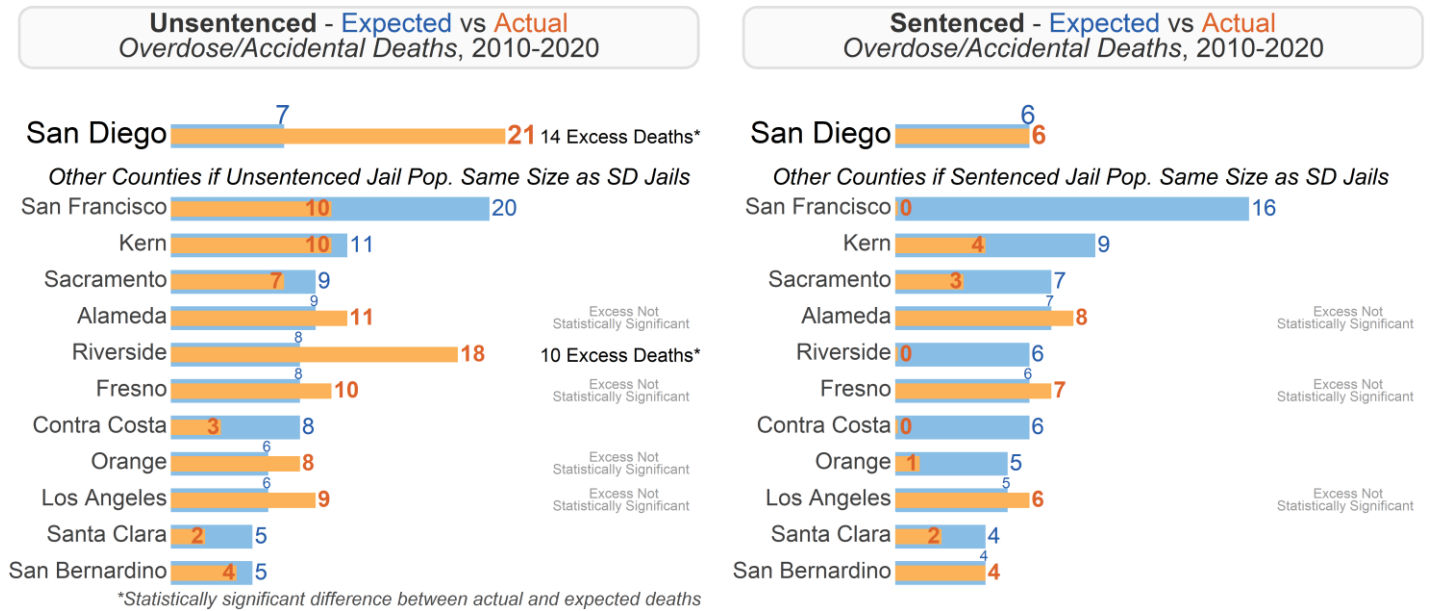 Unsentenced - Expected vs Actual
Overdose/Accidental Deaths, 2010-2020
7
San Diego 21 14 Excess Deaths*
Other Counties if Unsentenced Jail Pop. Same Size as SD Jails
San Francisco 10 20
Kern 10 11
Sacramento 7 9
9
Alameda 11 Excess Not
Statistically Significant
8
Riverside 18 10 Excess Deaths*
8
Fresno 10 Excess Not
Statistically Significant
Contra Costa 3 8
6
Orange 8 Excess Not
Statistically Significant
6
Los Angeles 9 Excess Not
Statistically Significant
Santa Clara 2 5
San Bernardino 4 5
*Statistically significant difference between actual and expected deaths
Sentenced - Expected vs Actual
Overdose/Accidental Deaths, 2010-2020
6
San Diego 6
Other Counties if Sentenced Jail Pop. Same Size as SD Jails
San Francisco 0 16
Kern 4 9
Sacramento 3 7
7
Alameda 8 Excess Not
Statistically Significant
Riverside 0 6
6
Fresno 7 Excess Not
Statistically Significant
Contra Costa 0 6
Orange 1 5
5
Los Angeles 6 Excess Not
Statistically Significant
Santa Clara 2 4
4
San Bernardino 4